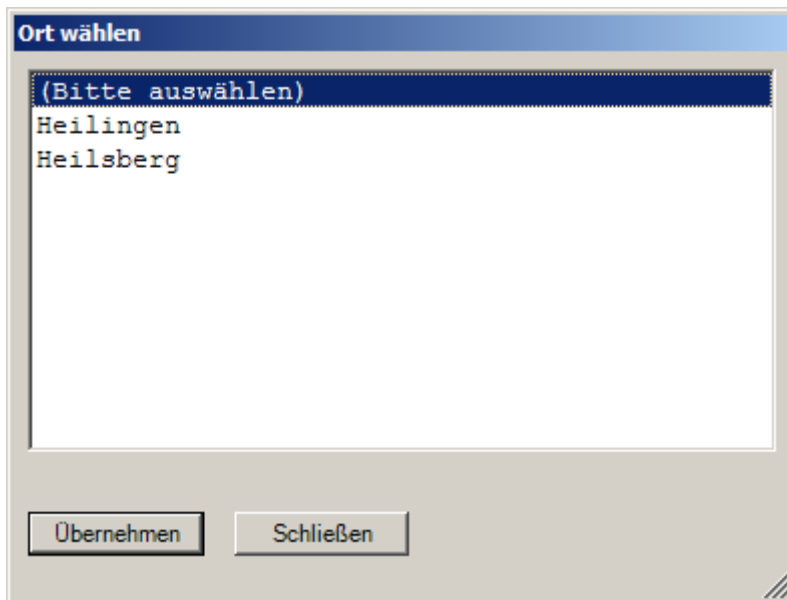 Ort wählen
(Bitte auswählen)
Heilingen
Heilsberg
Übernehmen
Schließen